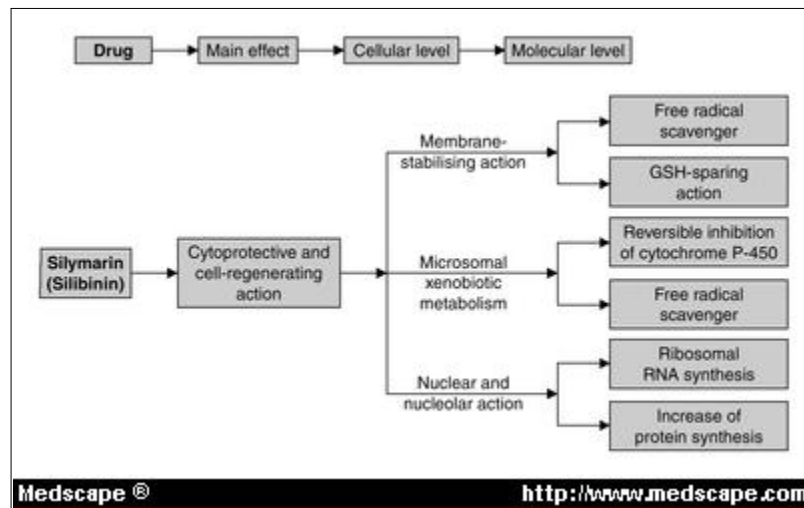 Drug
Main effect
Cellular level
Molecular level
Free radical
scavenger
Membrane-
stabilising action
GSH-sparing
action
Silymarin
(Silibinin)
Cytoprotective and
cell-regenerating
action
Microsomal
xenobiotic
metabolism
Reversible inhibition
of cytochrome P-450
Free radical
scavenger
Nuclear and
nucleolar action
Ribosomal
RNA synthesis
Increase of
protein synthesis
Medscape ®
http://www.medscape.com